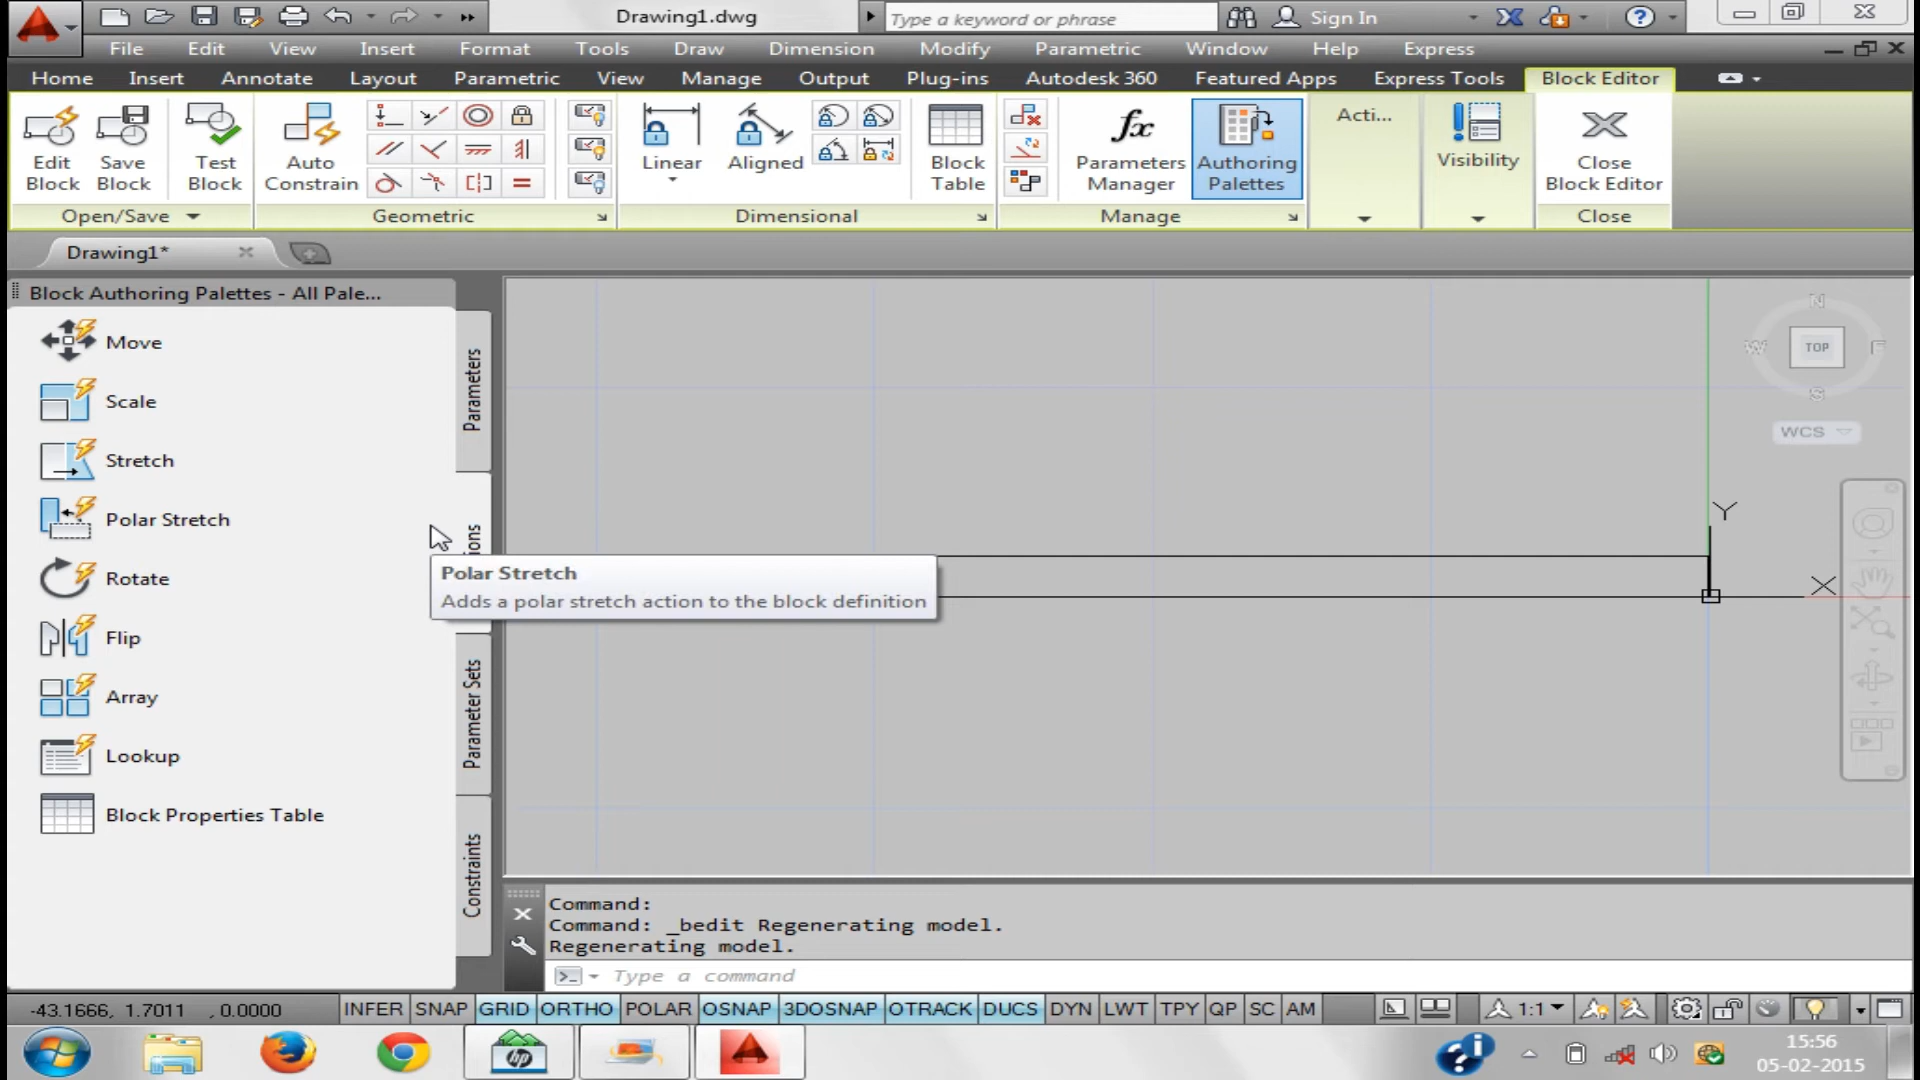 Drawing1.dwg
Type a keyword or phrase
Sign In
File Edit View Insert Format Tools Draw Dimension Modify Parametric Window Help Express
Home Insert Annotate Layout Parametric View Manage Output Plug-ins Autodesk 360 Featured Apps Express Tools Block Editor
Edit Block
Save Block
Test Block
Auto Constrain
Linear
Aligned
Block Table
fx
Parameters Manager
Authoring Palettes
Acti...
Visibility
Close Block Editor
Open/Save
Geometric
Dimensional
Manage
Close
Drawing1*
Block Authoring Palettes - All Pale...
Move
Scale
Stretch
Polar Stretch
Rotate
Flip
Array
Lookup
Block Properties Table
Parameters
ions
Parameter Sets
Constraints
Polar Stretch
Adds a polar stretch action to the block definition
N
W
TOP
S
WCS
Y
X
Command:
Command: _bedit Regenerating model.
Regenerating model.
Type a command
-43.1666, 1.7011 , 0.0000
INFER SNAP GRID ORTHO POLAR OSNAP 3DOSNAP OTRACK DUCS DYN LWT TPY QP SC AM
1:1
hp
15:56
05-02-2015